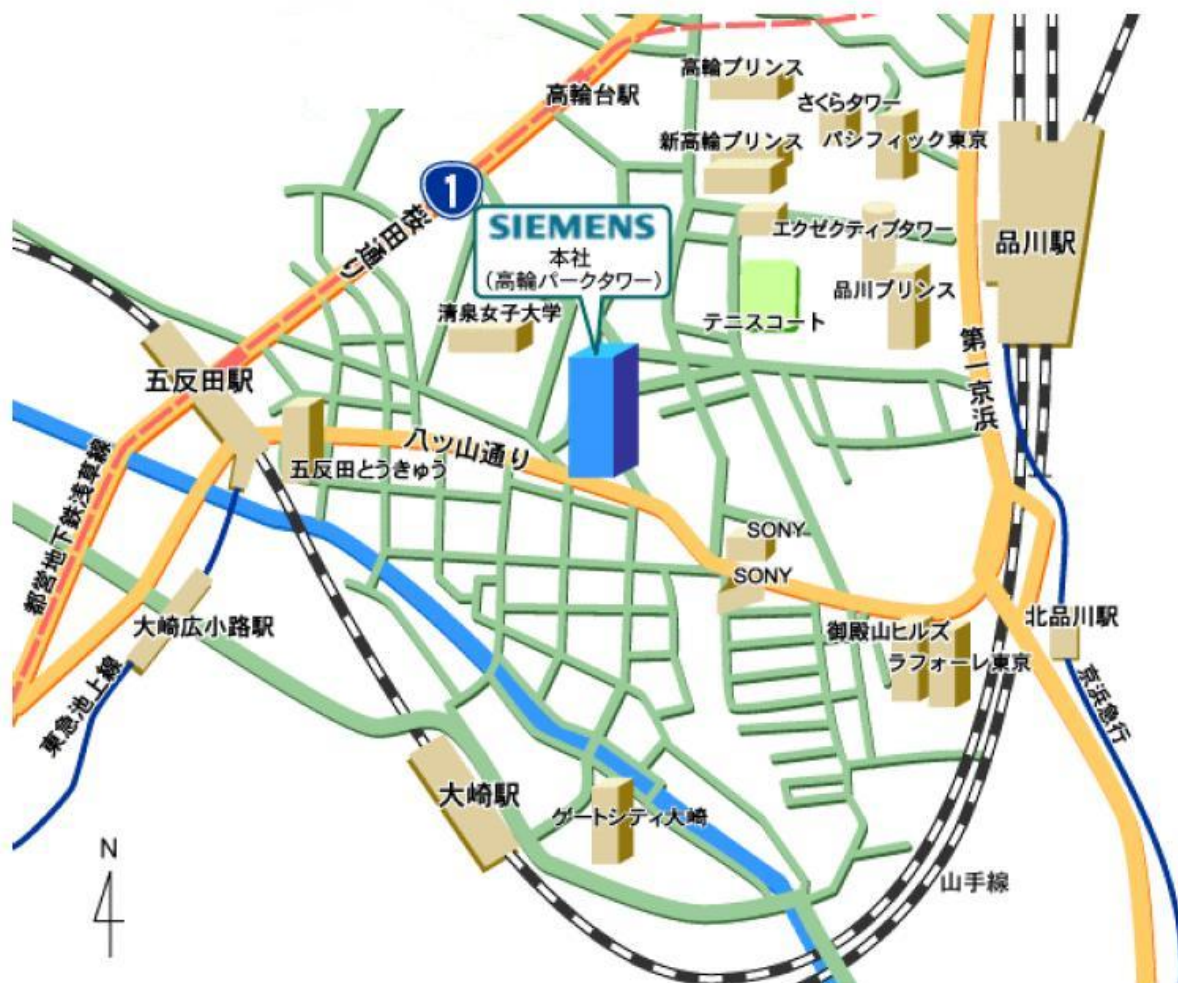 高輪プリンス
高輪台駅
さくらタワー
新高輪プリンス
パシフィック東京
1
桜田通り
SIEMENS
本社
(高輪パークタワー)
エクゼクティブタワー
品川駅
品川プリンス
清泉女子大学
テニスコート
第一京浜
五反田駅
八ツ山通り
五反田とうきゅう
都営地下鉄浅草線
SONY
SONY
大崎広小路駅
御殿山ヒルズ
北品川駅
ラフォーレ東京
東急池上線
京浜急行
大崎駅
ゲートシティ大崎
N
山手線